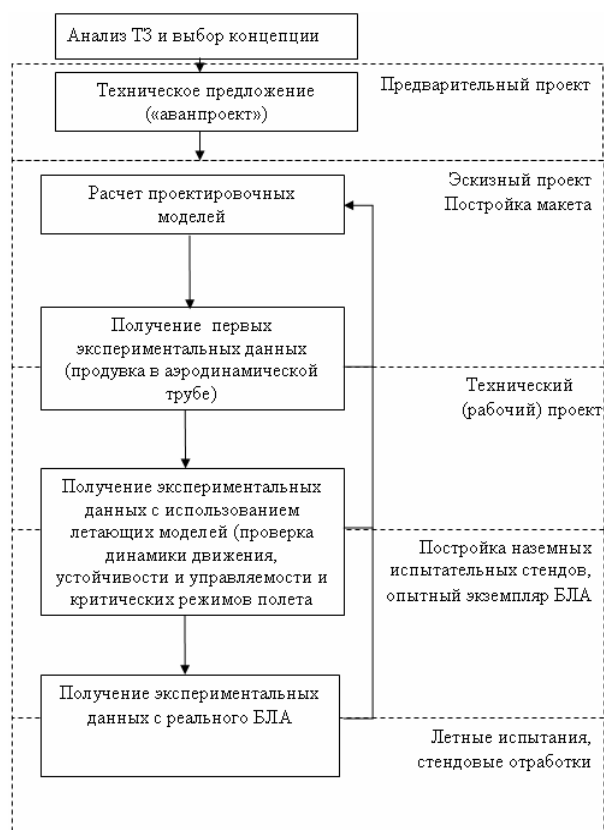 Анализ ТЗ и выбор концепции
Техническое предложение
(«аванпроект»)
Предварительный проект
Расчет проектировочных
моделей
Эскизный проект
Постройка макета
Получение первых
экспериментальных данных
(продувка в аэродинамической
трубе)
Технический
(рабочий) проект
Получение экспериментальных
данных с использованием
летающих моделей (проверка
динамики движения,
устойчивости и управляемости и
критических режимов полета
Постройка наземных
испытательных стендов,
опытный экземпляр БЛА
Получение экспериментальных
данных с реального БЛА
Летные испытания,
стендовые отработки